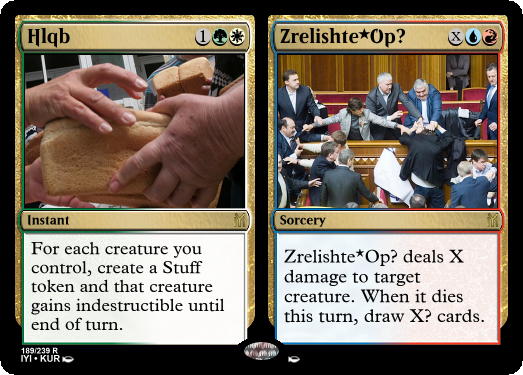 Hlqb
1
Instant
For each creature you
control, create a Stuff
token and that creature
gains indestructible until
end of turn.
189/239 R
IYI • KUR
Zrelishte★Op?
X
Sorcery
Zrelishte★Op? deals X
damage to target
creature. When it dies
this turn, draw X? cards.